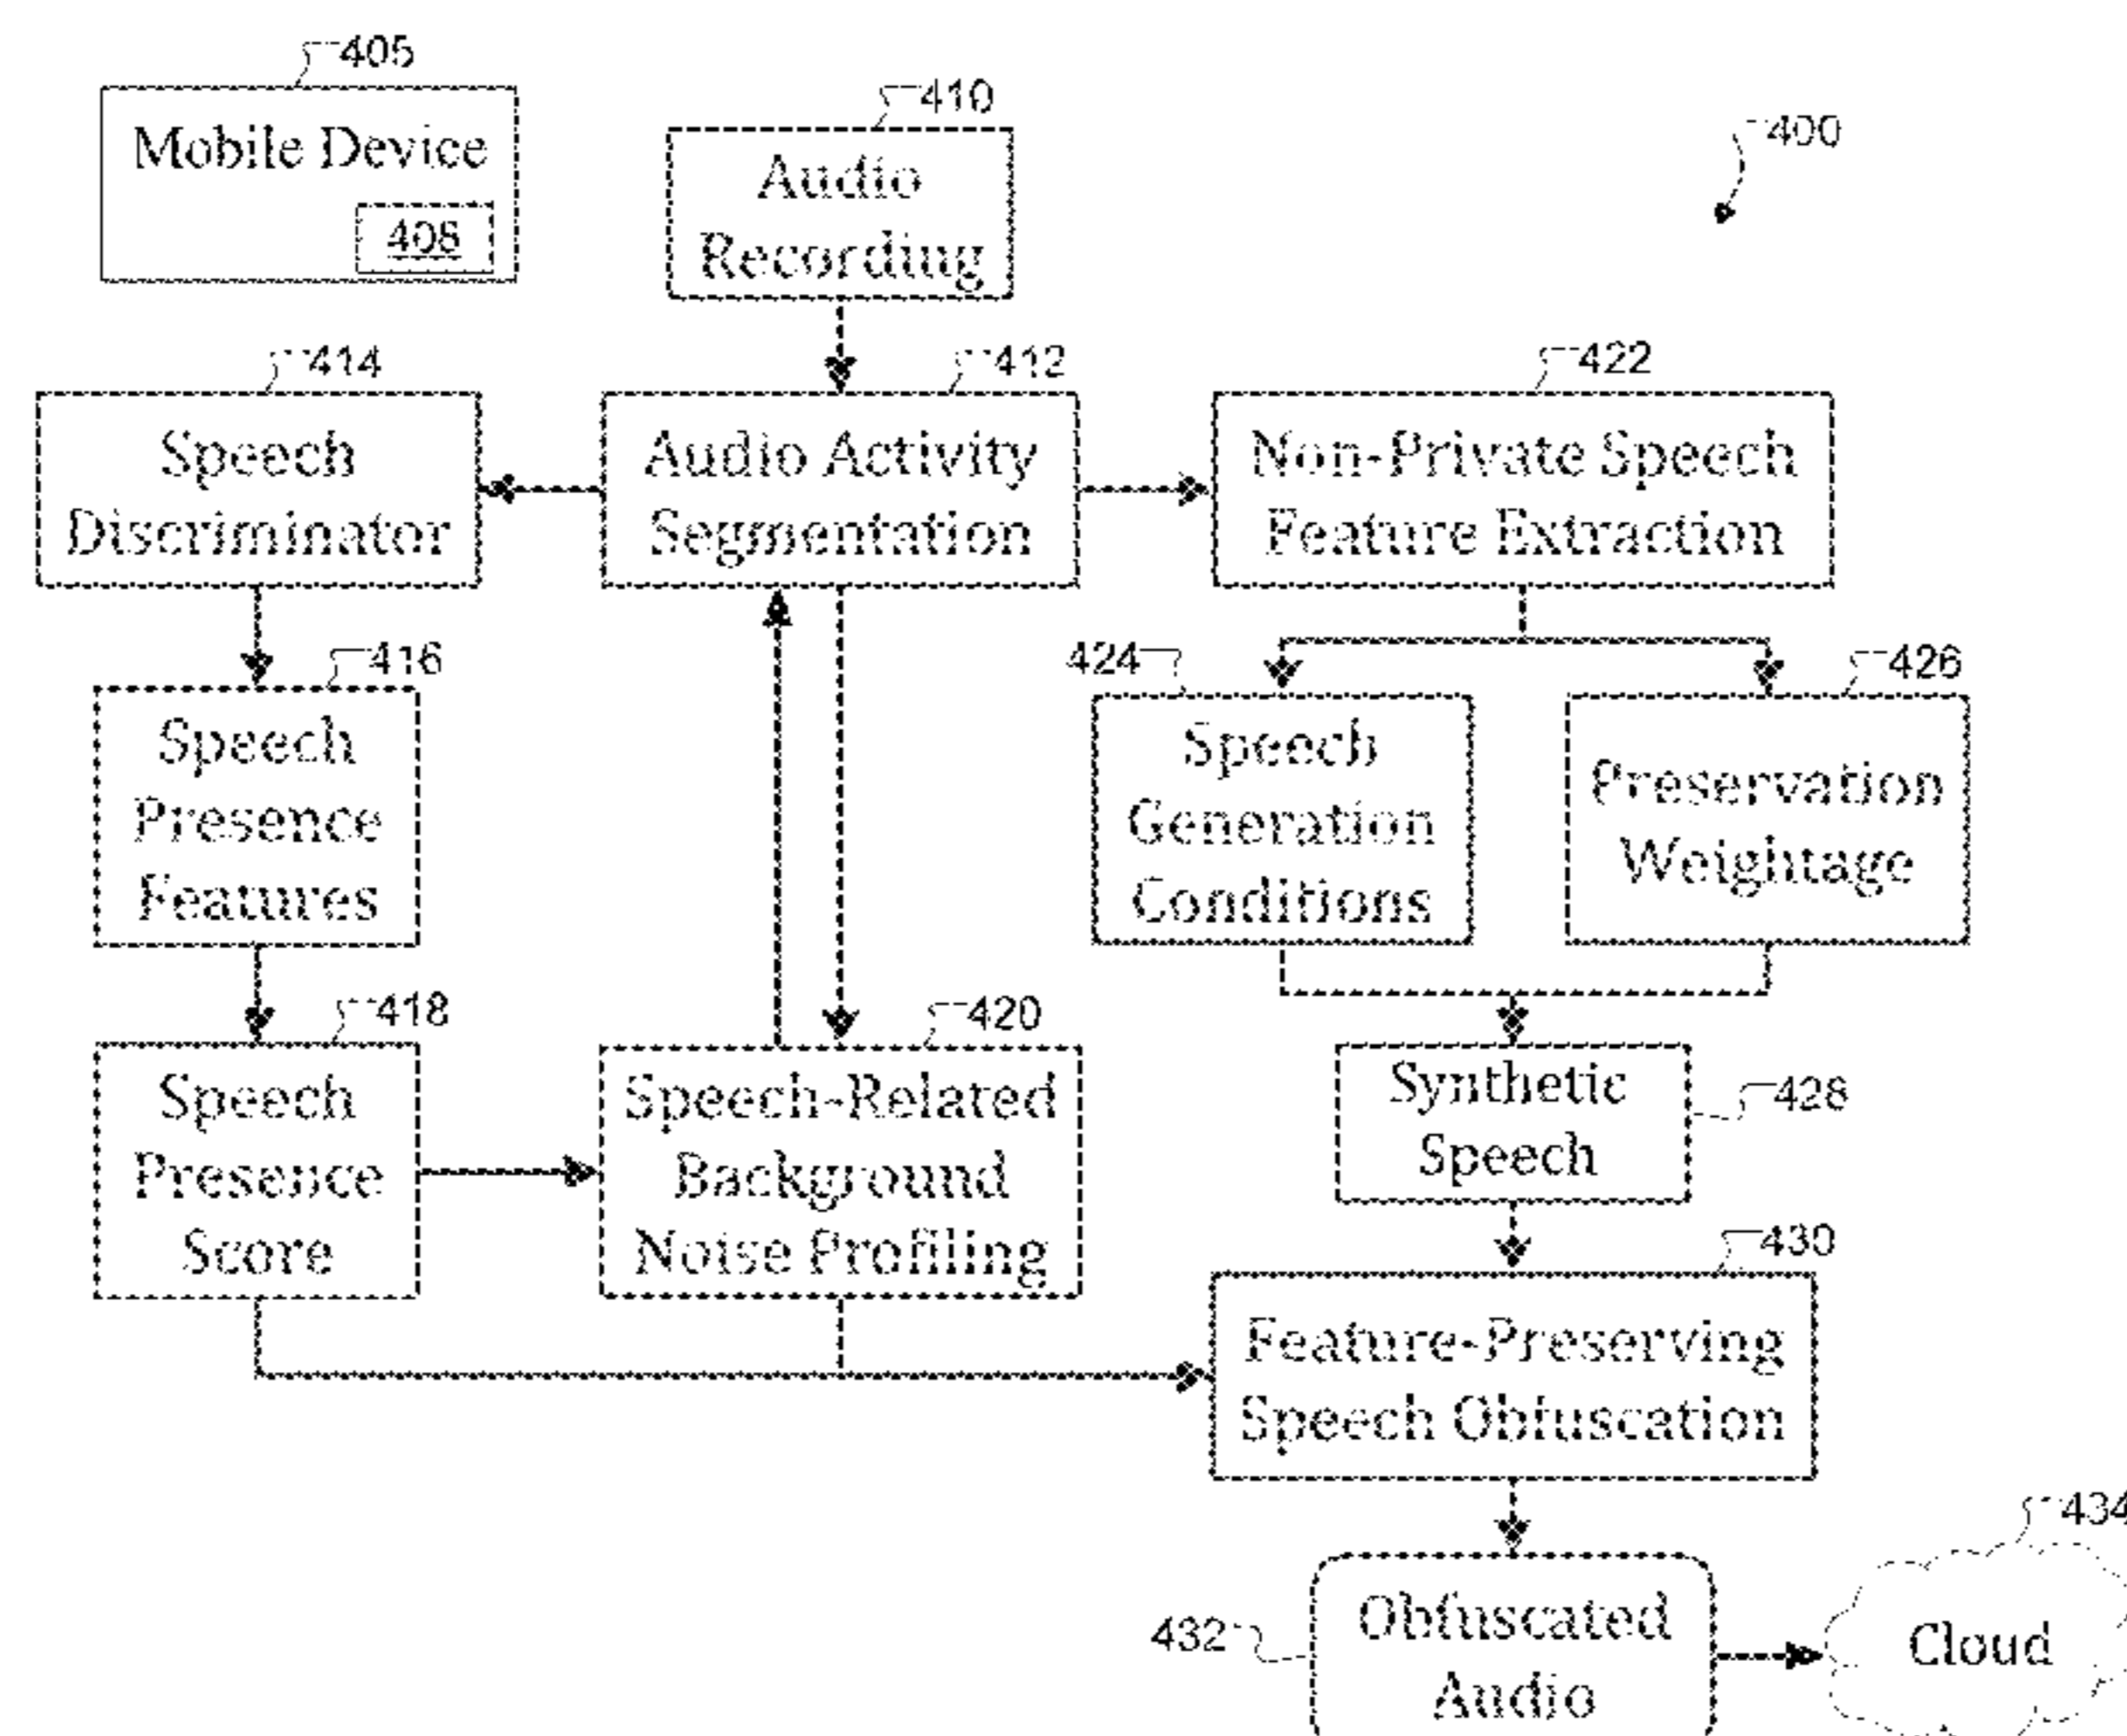 405
Mobile Device
408
410
Audio
Recording
400
414
Speech
Discriminator
412
Audio Activity
Segmentation
422
Non-Private Speech
Feature Extraction
416
Speech
Presence
Features
424
Speech
Generation
Conditions
426
Preservation
Weightage
418
Speech
Presence
Score
420
Speech-Related
Background
Noise Profiling
Synthetic
Speech
428
430
Feature-Preserving
Speech Obfuscation
432
Obfuscated
Audio
434
Cloud